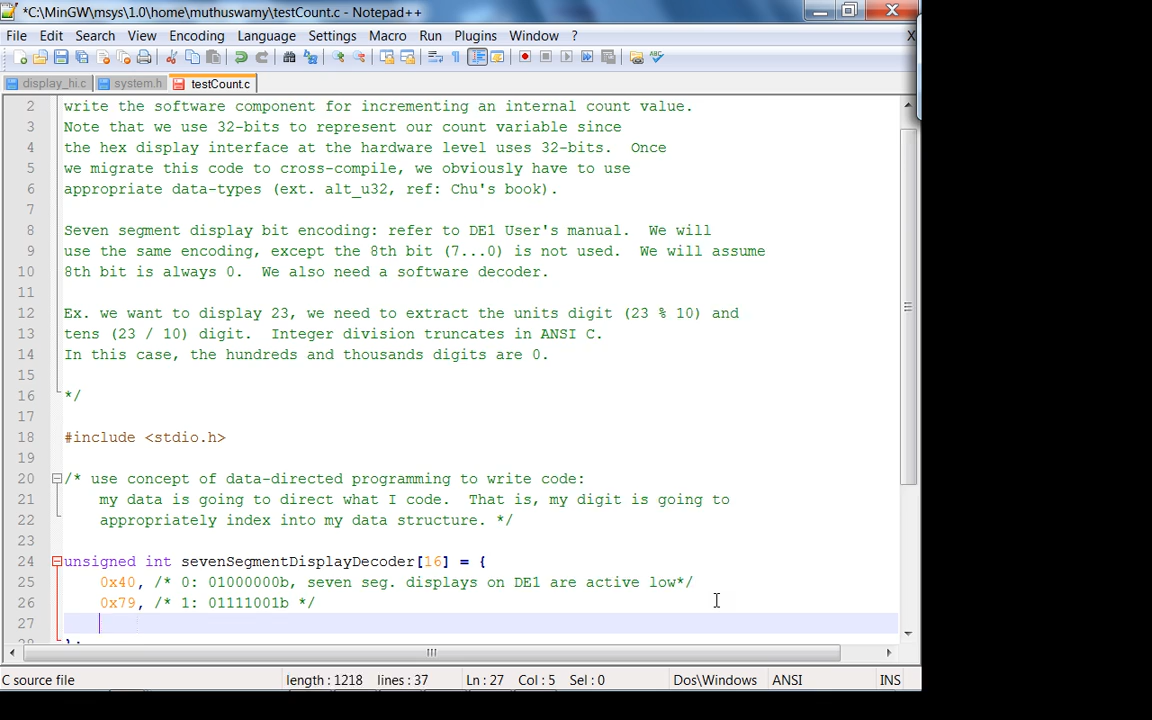 *C:\MinGW\msys\1.0\home\muthuswamy\testCount.c - Notepad++
File Edit Search View Encoding Language Settings Macro Run Plugins Window ? X
display_hi.c system.h testCount.c
2 write the software component for incrementing an internal count value.
3 Note that we use 32-bits to represent our count variable since
4 the hex display interface at the hardware level uses 32-bits.  Once
5 we migrate this code to cross-compile, we obviously have to use
6 appropriate data-types (ext. alt_u32, ref: Chu's book).
7
8 Seven segment display bit encoding: refer to DE1 User's manual.  We will
9 use the same encoding, except the 8th bit (7...0) is not used.  We will assume
10 8th bit is always 0.  We also need a software decoder.
11
12 Ex. we want to display 23, we need to extract the units digit (23 % 10) and
13 tens (23 / 10) digit.  Integer division truncates in ANSI C.
14 In this case, the hundreds and thousands digits are 0.
15
16 */
17
18 #include <stdio.h>
19
20 /* use concept of data-directed programming to write code:
21     my data is going to direct what I code.  That is, my digit is going to
22     appropriately index into my data structure. */
23
24 unsigned int sevenSegmentDisplayDecoder[16] = {
25     0x40, /* 0: 01000000b, seven seg. displays on DE1 are active low*/
26     0x79, /* 1: 01111001b */
27
28 };
C source file length : 1218 lines : 37 Ln : 27 Col : 5 Sel : 0 Dos\Windows ANSI INS